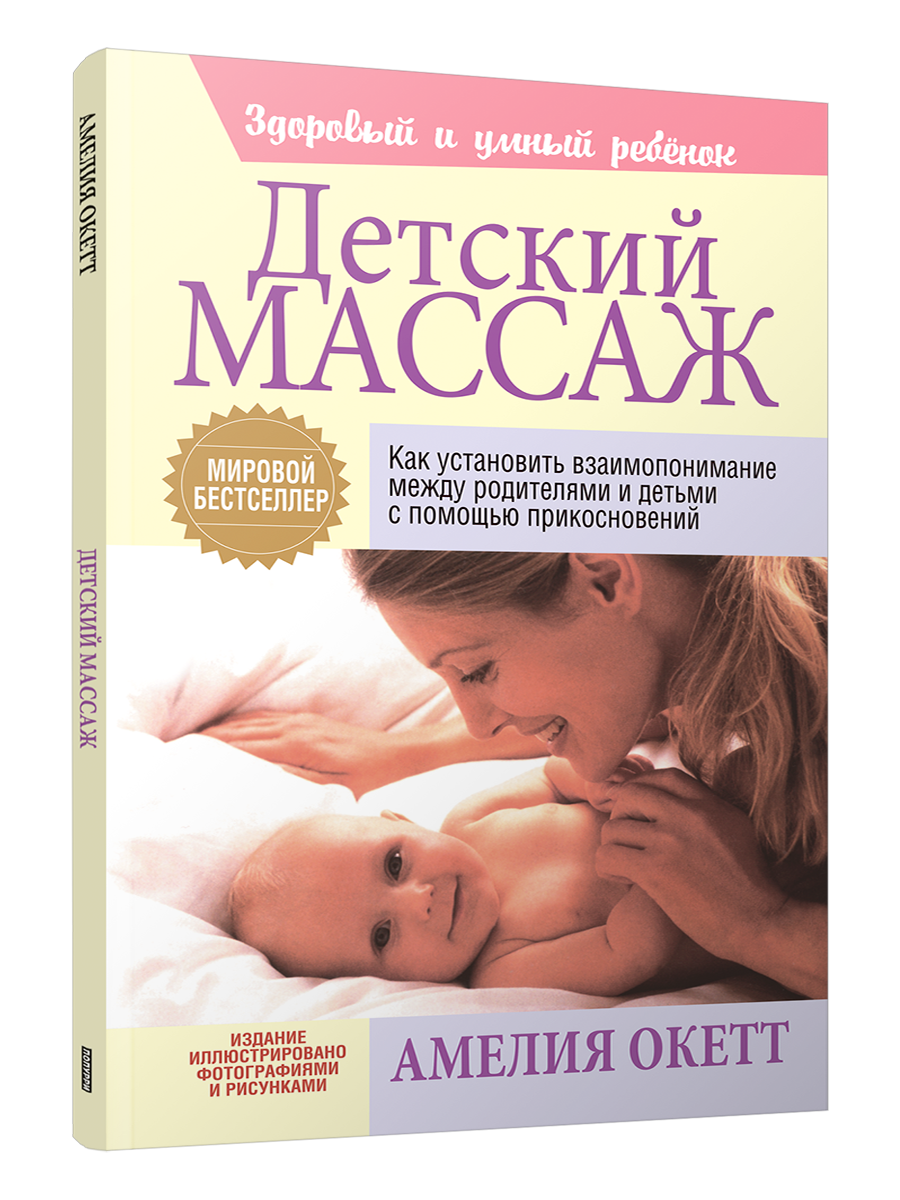 Здоровый и умный ребёнок
Детский
МАССАЖ
МИРОВОЙ
БЕСТСЕЛЛЕР
Как установить взаимопонимание
между родителями и детьми
с помощью прикосновений
ИЗДАНИЕ
ИЛЛЮСТРИРОВАНО
ФОТОГРАФИЯМИ
И РИСУНКАМИ
АМЕЛИЯ ОКЕТТ
АМЕЛИЯ ОКЕТТ
ДЕТСКИЙ МАССАЖ
ПОПУРРИ